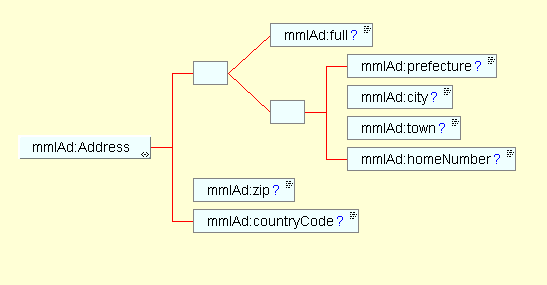 mmlAd:full?
mmlAd:prefecture?
mmlAd:city?
mmlAd:town?
mmlAd:Address
mmlAd:homeNumber?
mmlAd:zip?
mmlAd:countryCode?